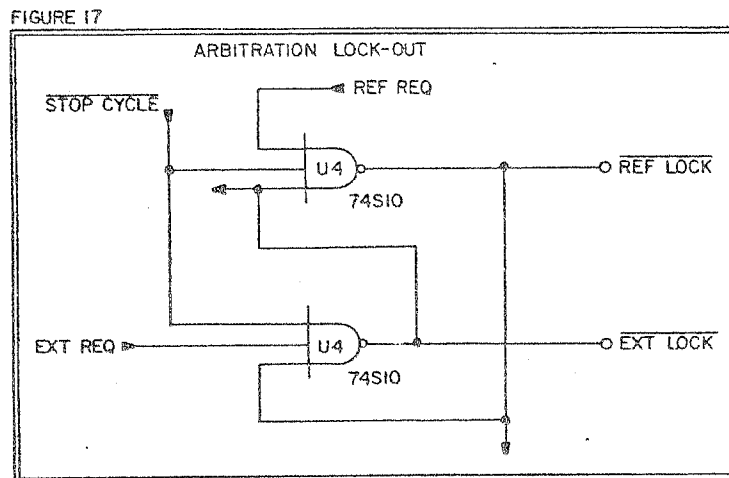 FIGURE 17
ARBITRATION LOCK-OUT
REF REQ
STOP CYCLE
U4
REF LOCK
74S10
EXT REQ
U4
EXT LOCK
74S10